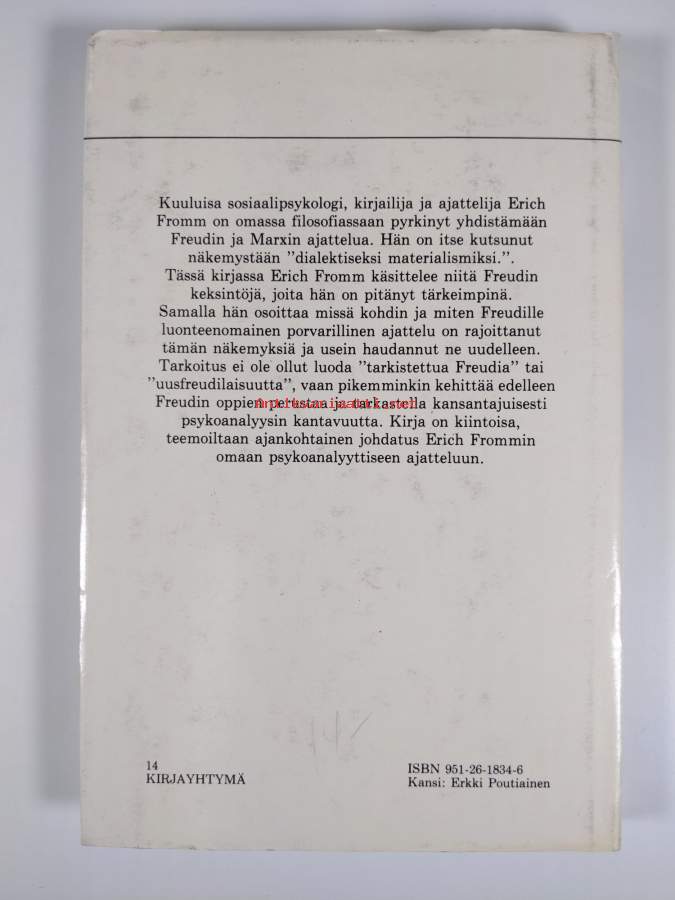 Kuuluisa sosiaalipsykologi, kirjailija ja ajattelija Erich
Fromm on omassa filosofiassaan pyrkinyt yhdistämään
Freudin ja Marxin ajattelua. Hän on itse kutsunut
näkemystään ”dialektiseksi materialismiksi.”.
Tässä kirjassa Erich Fromm käsittelee niitä Freudin
keksintöjä, joita hän on pitänyt tärkeimpinä.
Samalla hän osoittaa missä kohdin ja miten Freudille
luonteenomainen porvarillinen ajattelu on rajoittanut
tämän näkemyksiä ja usein haudannut ne uudelleen.
Tarkoitus ei ole ollut luoda ”tarkistettua Freudia” tai
”uusfreudilaisuutta”, vaan pikemminkin kehittää edelleen
Freudin oppien perustaa ja tarkastella kansantajuisesti
psykoanalyysin kantavuutta. Kirja on kiintoisa,
teemoiltaan ajankohtainen johdatus Erich Frommin
omaan psykoanalyyttiseen ajatteluun.
14
KIRJAYHTYMÄ
ISBN 951-26-1834-6
Kansi: Erkki Poutiainen